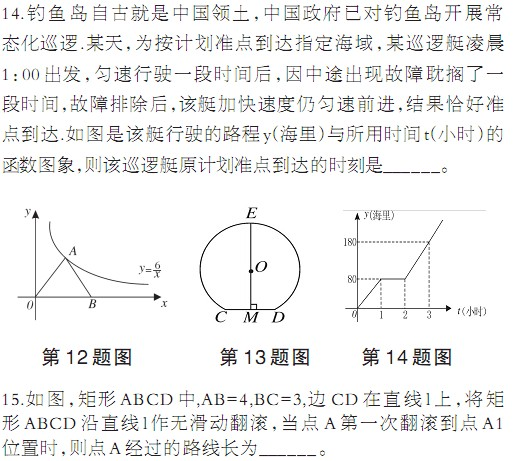 14.钓鱼岛自古就是中国领土,中国政府已对钓鱼岛开展常
态化巡逻.某天,为按计划准点到达指定海域,某巡逻艇凌晨
1:00出发,匀速行驶一段时间后,因中途出现故障耽搁了一
段时间,故障排除后,该艇加快速度仍匀速前进,结果恰好准
点到达.如图是该艇行驶的路程y(海里)与所用时间t(小时)的
函数图象,则该巡逻艇原计划准点到达的时刻是______。
y
A
y=6/x
0
B
x
E
O
C M D
y(海里)
180
80
0 1 2 3 t(小时)
第12题图 第13题图 第14题图
15.如图,矩形ABCD中,AB=4,BC=3,边CD在直线l上,将矩
形ABCD沿直线l作无滑动翻滚,当点A第一次翻滚到点A1
位置时,则点A经过的路线长为______。